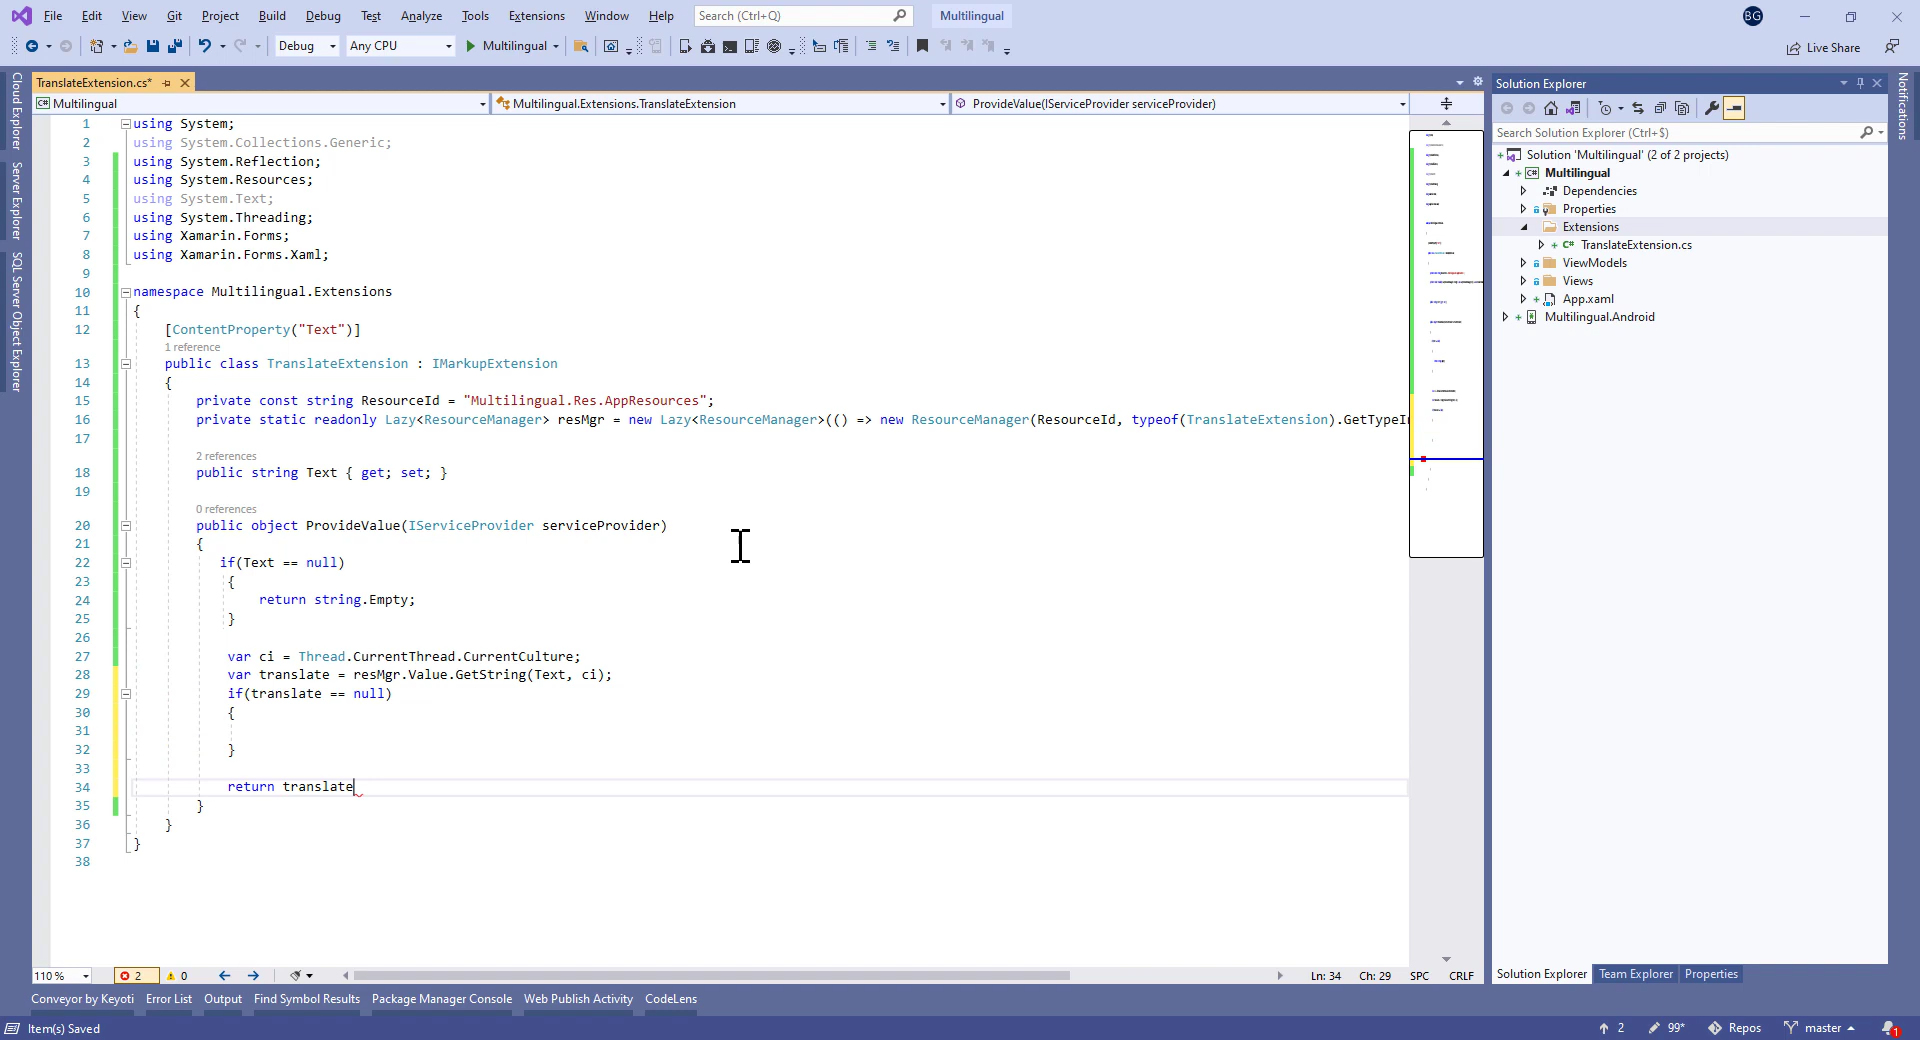 File Edit View Git Project Build Debug Test Analyze Tools Extensions Window Help Search (Ctrl+Q) Multilingual BG
Debug Any CPU Multilingual Live Share
TranslateExtension.cs*
Multilingual Multilingual.Extensions.TranslateExtension ProvideValue(IServiceProvider serviceProvider)
Cloud Explorer
Server Explorer
SQL Server Object Explorer
1 using System;
2 using System.Collections.Generic;
3 using System.Reflection;
4 using System.Resources;
5 using System.Text;
6 using System.Threading;
7 using Xamarin.Forms;
8 using Xamarin.Forms.Xaml;
9
10 namespace Multilingual.Extensions
11 {
12 [ContentProperty("Text")]
1 reference
13 public class TranslateExtension : IMarkupExtension
14 {
15 private const string ResourceId = "Multilingual.Res.AppResources";
16 private static readonly Lazy<ResourceManager> resMgr = new Lazy<ResourceManager>(() => new ResourceManager(ResourceId, typeof(TranslateExtension).GetTypeI
17
2 references
18 public string Text { get; set; }
19
0 references
20 public object ProvideValue(IServiceProvider serviceProvider)
21 {
22 if(Text == null)
23 {
24 return string.Empty;
25 }
26
27 var ci = Thread.CurrentThread.CurrentCulture;
28 var translate = resMgr.Value.GetString(Text, ci);
29 if(translate == null)
30 {
31
32 }
33
34 return translate
35 }
36 }
37 }
38
110 % 2 0 Ln: 34 Ch: 29 SPC CRLF
Solution Explorer
Search Solution Explorer (Ctrl+$)
Solution 'Multilingual' (2 of 2 projects)
Multilingual
Dependencies
Properties
Extensions
TranslateExtension.cs
ViewModels
Views
App.xaml
Multilingual.Android
Notifications
Solution Explorer Team Explorer Properties
Conveyor by Keyoti Error List Output Find Symbol Results Package Manager Console Web Publish Activity CodeLens
Item(s) Saved 2 99* Repos master 1